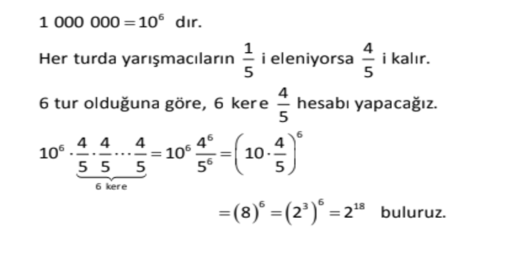 1 000 000 = 10⁶ dır.
Her turda yarışmacıların 1/5 i eleniyorsa 4/5 i kalır.
6 tur olduğuna göre, 6 kere 4/5 hesabı yapacağız.
10⁶ · 4/5 · 4/5 ... 4/5 = 10⁶ 4⁶/5⁶ = (10 · 4/5)⁶
6 kere
= (8)⁶ = (2³)⁶ = 2¹⁸ buluruz.